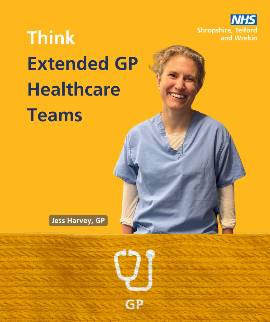 NHS
Shropshire, Telford
and Wrekin
Think
Extended GP
Healthcare
Teams
Jess Harvey, GP
GP